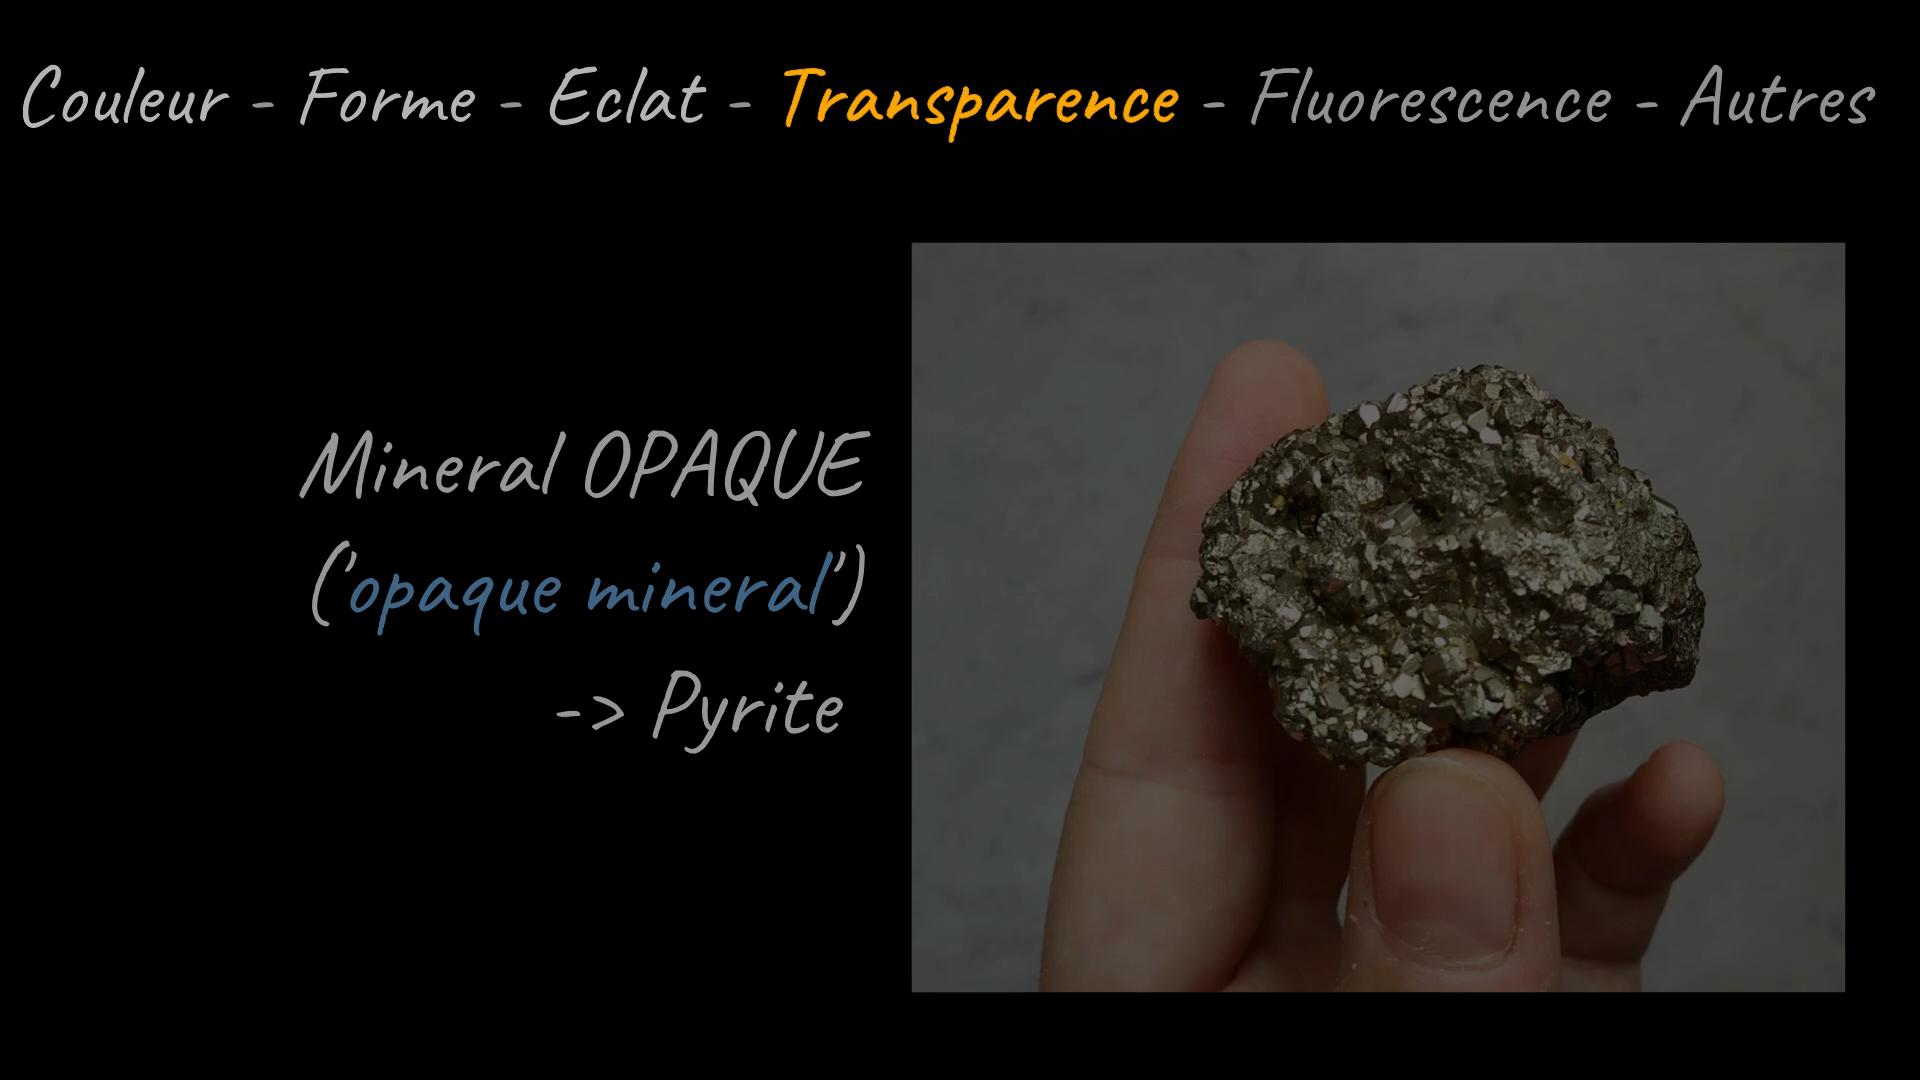 Couleur - Forme - Eclat - Transparence - Fluorescence - Autres
Mineral OPAQUE
('opaque mineral')
-> Pyrite